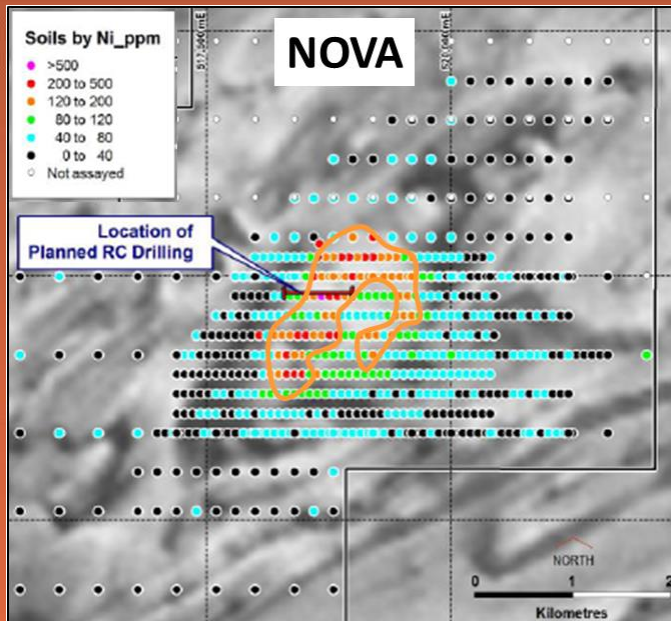 NOVA
Soils by Ni_ppm
>500
200 to 500
120 to 200
80 to 120
40 to 80
0 to 40
Not assayed
Location of
Planned RC Drilling
NORTH
0 1 2
Kilometres